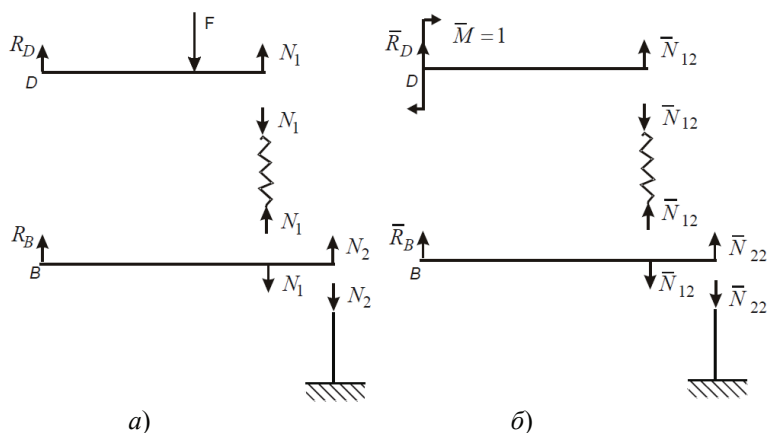 F
R_D
N_1
D
N_1
N_1
R_B
N_2
B
N_1
N_2
а)
M̄ = 1
R̄_D
N̄_12
D
N̄_12
N̄_12
R̄_B
N̄_22
B
N̄_12
N̄_22
б)